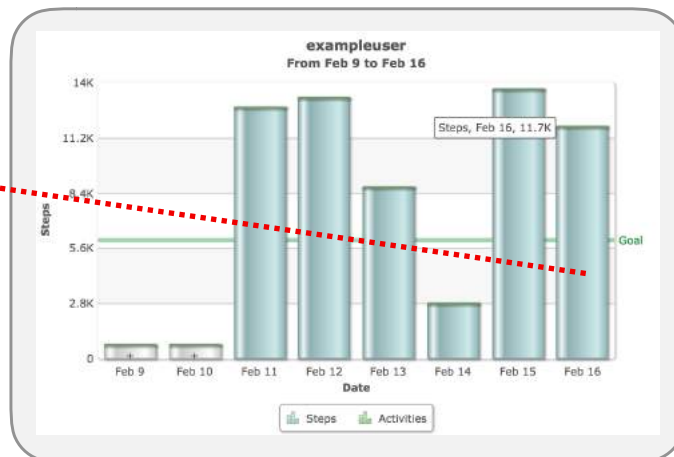 exampleuser
From Feb 9 to Feb 16
14K
11.2K
8.4K
5.6K
2.8K
0
Steps
Steps, Feb 16, 11.7K
Goal
+
+
Feb 9
Feb 10
Feb 11
Feb 12
Feb 13
Feb 14
Feb 15
Feb 16
Date
Steps
Activities